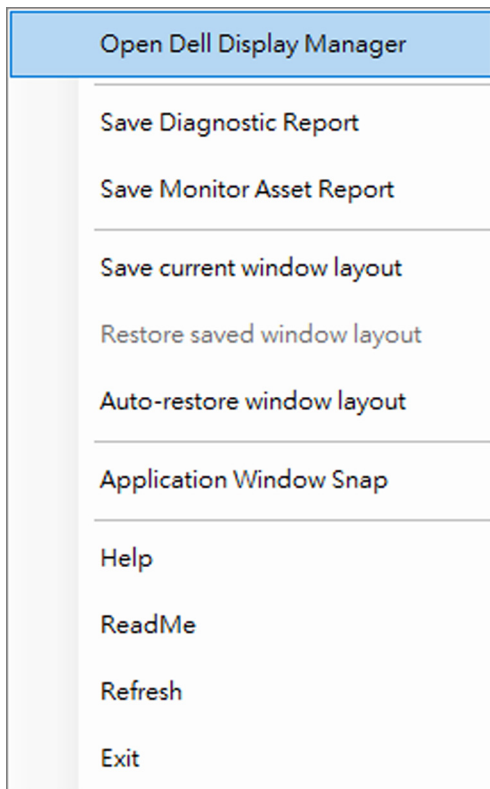 Open Dell Display Manager
Save Diagnostic Report
Save Monitor Asset Report
Save current window layout
Restore saved window layout
Auto-restore window layout
Application Window Snap
Help
ReadMe
Refresh
Exit